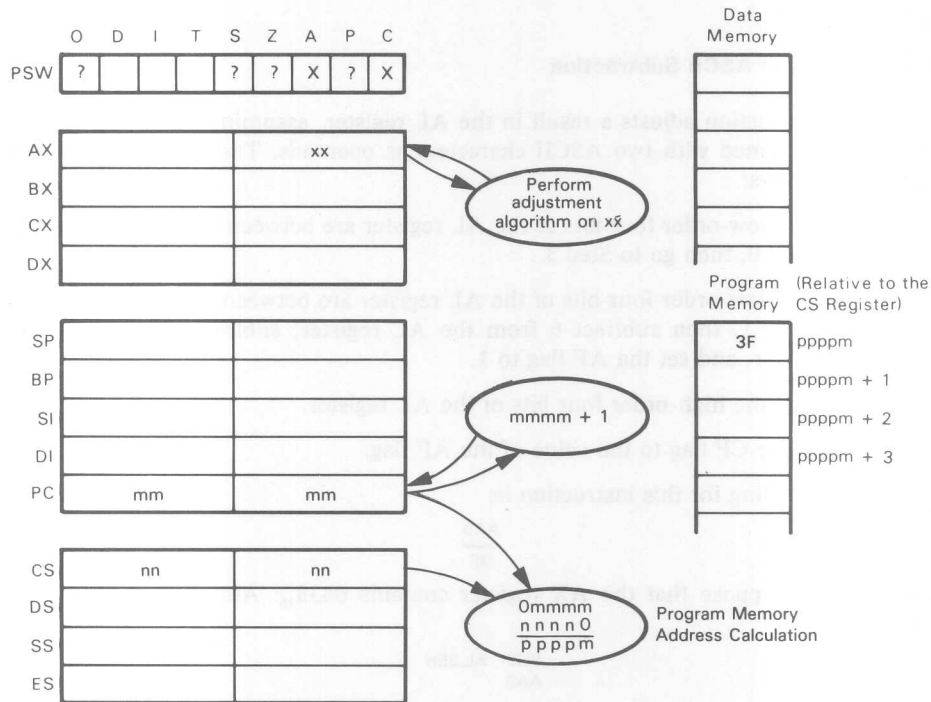 Data
Memory
O D I T S Z A P C
PSW ? ? ? X ? X
AX xx
BX
CX
DX
Perform
adjustment
algorithm on xx
Program
Memory
(Relative to the
CS Register)
SP
BP
SI
DI
PC mm mm
3F ppppm
ppppm + 1
ppppm + 2
ppppm + 3
mmmm + 1
CS nn nn
DS
SS
ES
0mmmm
nnnn0
ppppm
Program Memory
Address Calculation